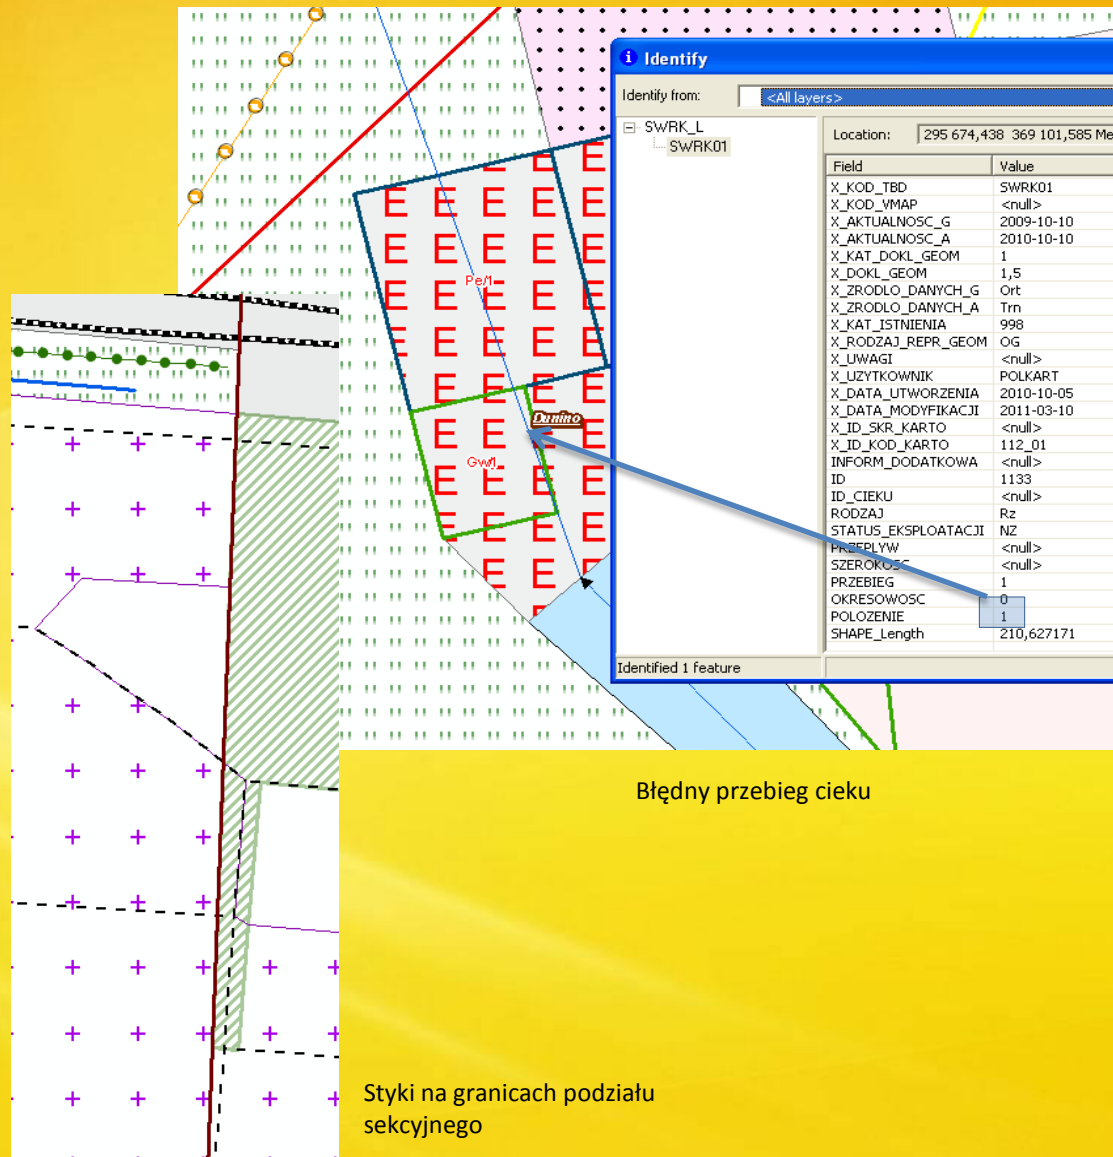 Identify
Identify from: <All layers>
SWRK_L
SWRK01
Location: 295 674,438 369 101,585 Me
Field Value
X_KOD_TBD SWRK01
X_KOD_VMAP <null>
X_AKTUALNOSC_G 2009-10-10
X_AKTUALNOSC_A 2010-10-10
X_KAT_DOKL_GEOM 1
X_DOKL_GEOM 1,5
X_ZRODLO_DANYCH_G Ort
X_ZRODLO_DANYCH_A Trn
X_KAT_ISTNIENIA 998
X_RODZAJ_REPR_GEOM OG
X_UWAGI <null>
X_UZYTKOWNIK POLKART
X_DATA_UTWORZENIA 2010-10-05
X_DATA_MODYFIKACJI 2011-03-10
X_ID_SKR_KARTO <null>
X_ID_KOD_KARTO 112_01
INFORM_DODATKOWA <null>
ID 1133
ID_CIEKU <null>
RODZAJ Rz
STATUS_EKSPLOATACJI NZ
PRZEPLYW <null>
SZEROKOSC <null>
PRZEBIEG 1
OKRESOWOSC 0
POLOZENIE 1
SHAPE_Length 210,627171
Identified 1 feature
Pe/1
Dunino
Gw/1
Błędny przebieg cieku
Styki na granicach podziału
sekcyjnego